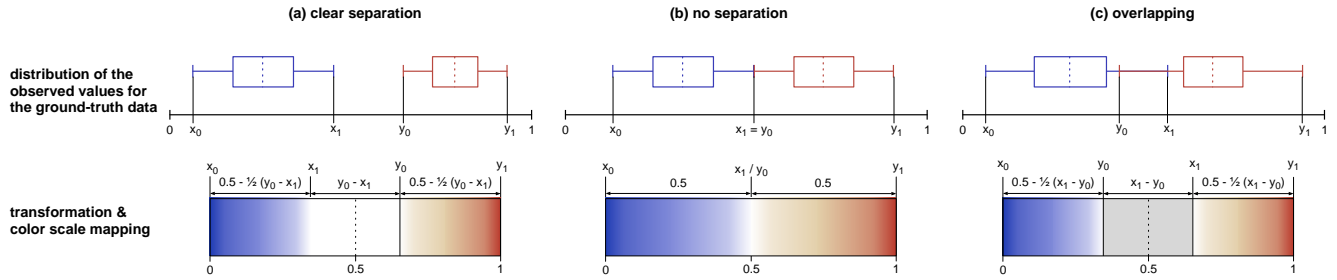 (a) clear separation
(b) no separation
(c) overlapping
distribution of the
observed values for
the ground-truth data
0 x₀ x₁ y₀ y₁ 1
0 x₀ x₁ = y₀ y₁ 1
0 x₀ y₀ x₁ y₁ 1
x₀ x₁ y₀ y₁
0.5 - ½ (y₀ - x₁) y₀ - x₁ 0.5 - ½ (y₀ - x₁)
x₀ x₁ / y₀ y₁
0.5 0.5
x₀ y₀ x₁ y₁
0.5 - ½ (x₁ - y₀) x₁ - y₀ 0.5 - ½ (x₁ - y₀)
transformation &
color scale mapping
0 0.5 1
0 0.5 1
0 0.5 1